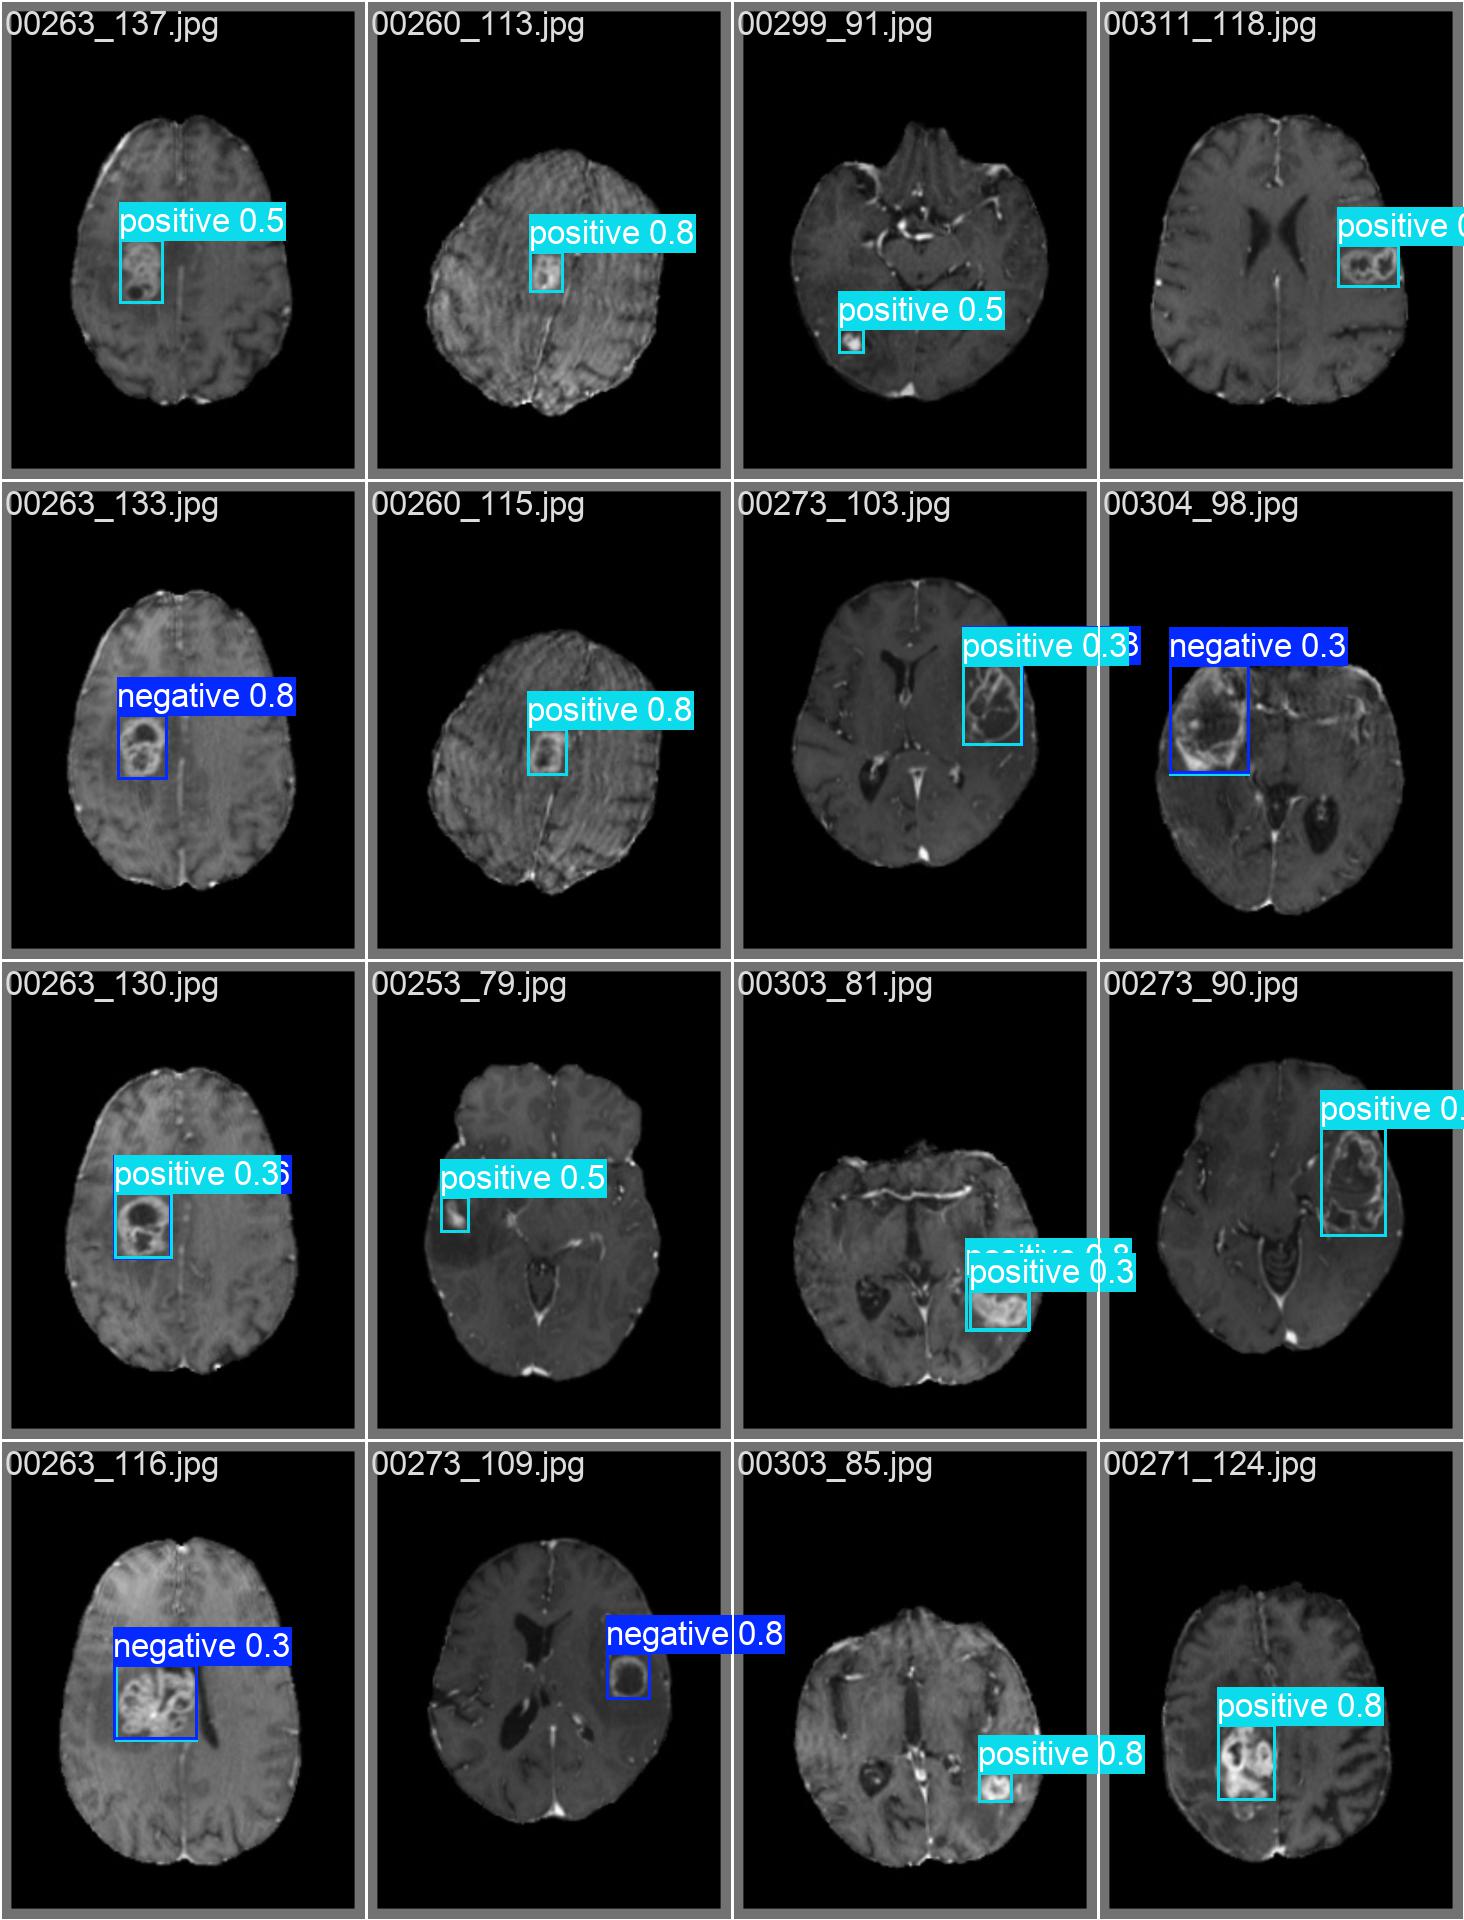 00263_137.jpg
00260_113.jpg
00299_91.jpg
00311_118.jpg
positive 0.5
positive 0.8
positive 0.5
positive
00263_133.jpg
00260_115.jpg
00273_103.jpg
00304_98.jpg
negative 0.8
positive 0.8
positive 0.3
negative 0.3
00263_130.jpg
00253_79.jpg
00303_81.jpg
00273_90.jpg
positive 0.3
positive 0.5
positive 0.8
positive 0.3
positive 0.
00263_116.jpg
00273_109.jpg
00303_85.jpg
00271_124.jpg
negative 0.3
negative 0.8
positive 0.8
positive 0.8